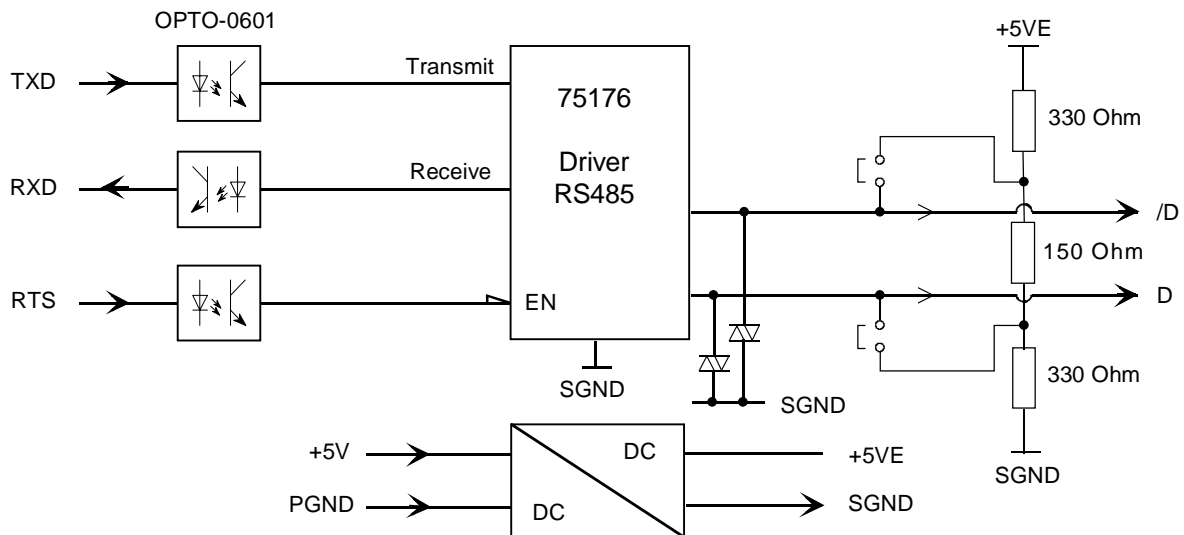 OPTO-0601
+5VE
TXD
Transmit
75176
330 Ohm
Driver
RS485
RXD
Receive
/D
150 Ohm
RTS
EN
D
SGND
SGND
330 Ohm
+5V
DC
+5VE
SGND
PGND
DC
SGND